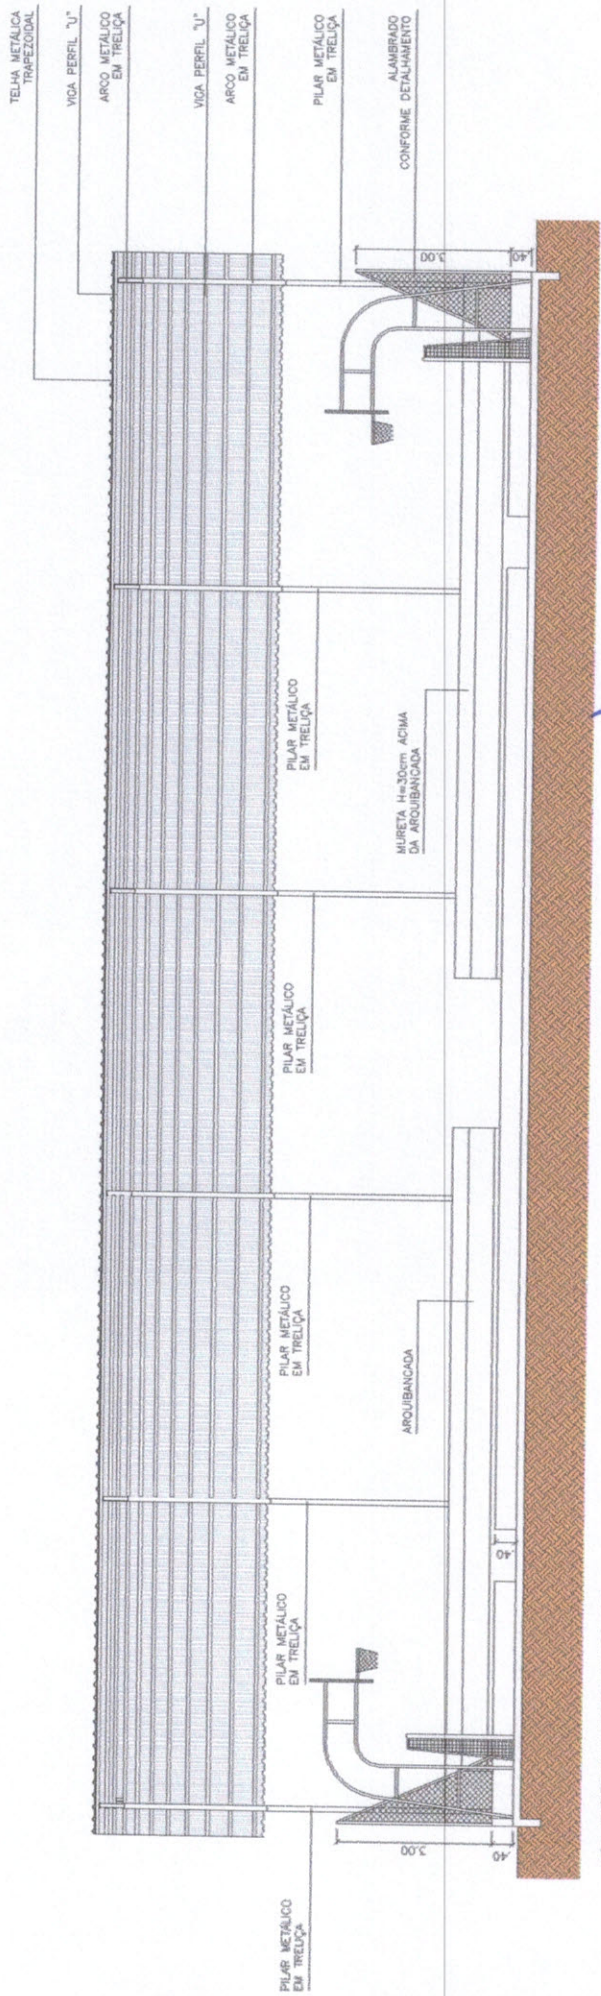 TELHA METÁLICA
TRAPEZOIDAL
VIGA PERFIL "U"
ARCO METÁLICO
EM TRELIÇA
VIGA PERFIL "U"
ARCO METÁLICO
EM TRELIÇA
PILAR METÁLICO
EM TRELIÇA
ALAMBRADO
CONFORME DETALHAMENTO
3.00
.40
PILAR METÁLICO
EM TRELIÇA
MURETA H=30cm ACIMA
DA ARQUIBANCADA
PILAR METÁLICO
EM TRELIÇA
PILAR METÁLICO
EM TRELIÇA
ARQUIBANCADA
PILAR METÁLICO
EM TRELIÇA
.40
3.00
.40
PILAR METÁLICO
EM TRELIÇA